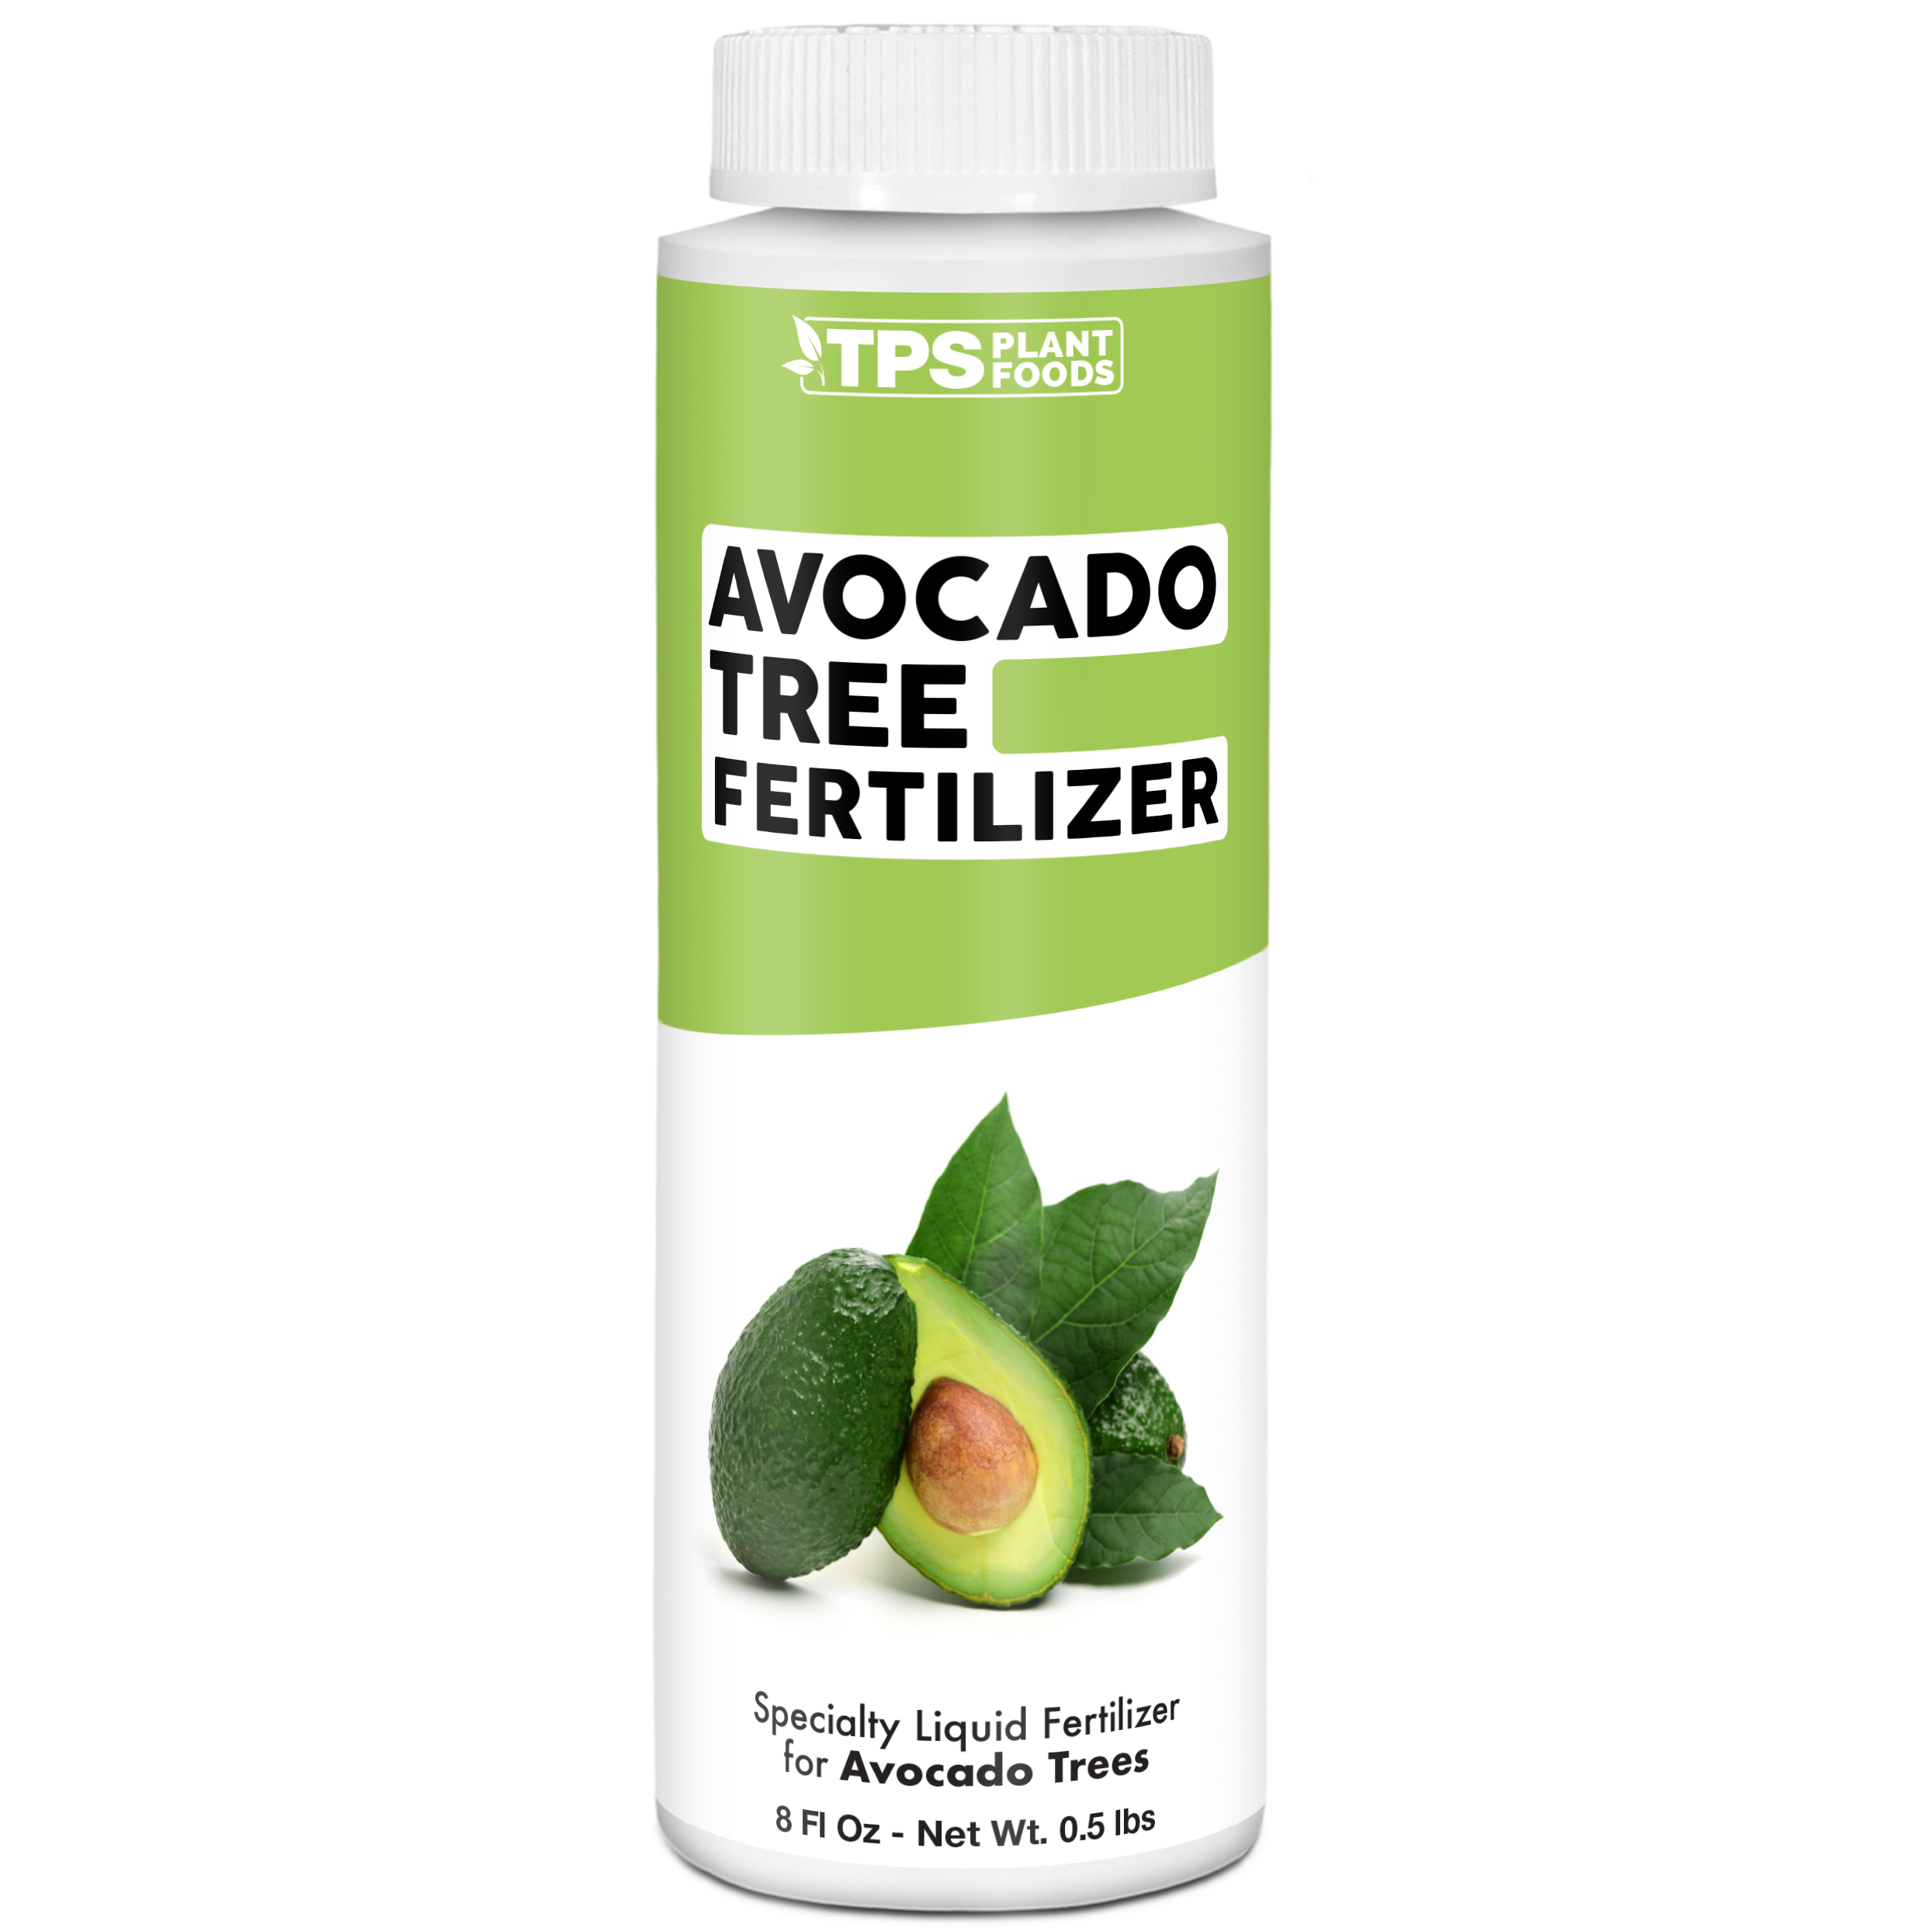 TPS PLANT FOODS
AVOCADO
TREE
FERTILIZER
Specialty Liquid Fertilizer
for Avocado Trees
8 Fl Oz - Net Wt. 0.5 lbs